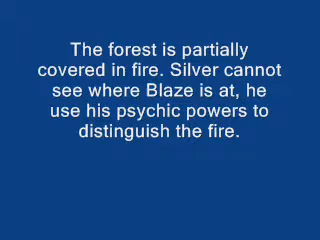 The forest is partially
covered in fire. Silver cannot
see where Blaze is at, he
use his psychic powers to
distinguish the fire.